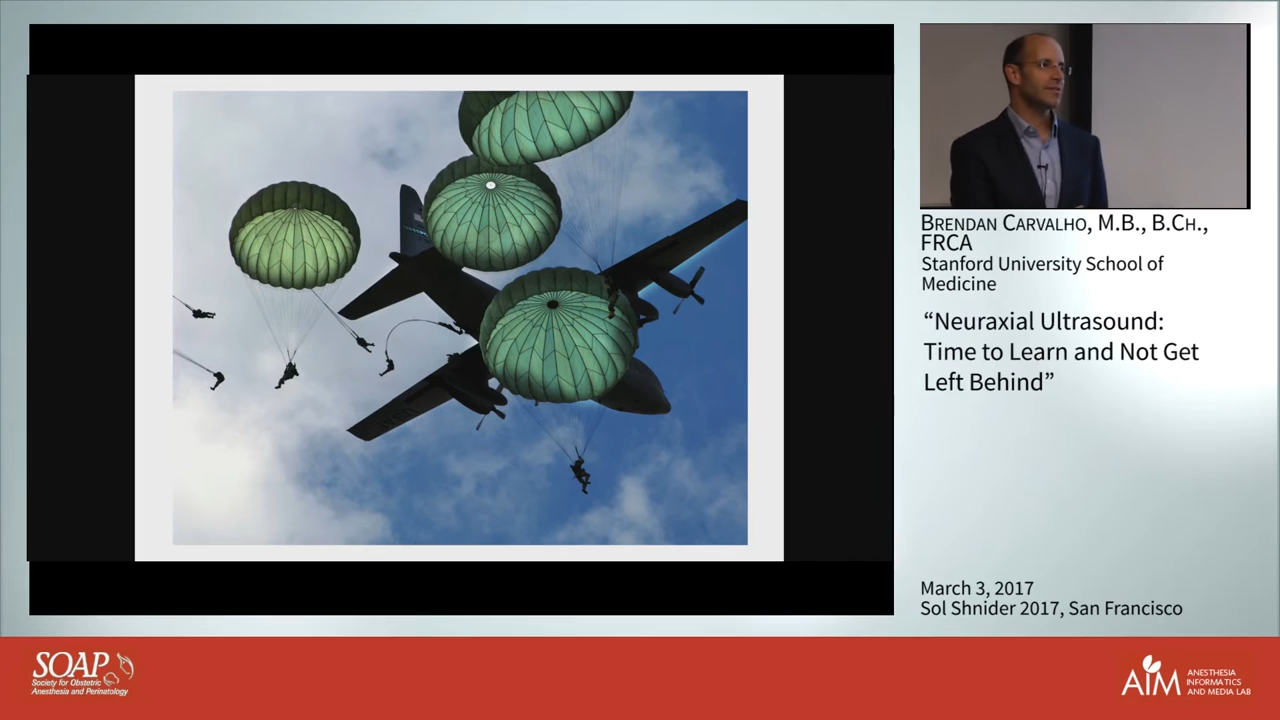 BRENDAN CARVALHO, M.B., B.CH.,
FRCA
Stanford University School of
Medicine
“Neuraxial Ultrasound:
Time to Learn and Not Get
Left Behind”
March 3, 2017
Sol Shnider 2017, San Francisco
SOAP
Society for Obstetric
Anesthesia and Perinatology
AIM
ANESTHESIA
INFORMATICS
AND MEDIA LAB